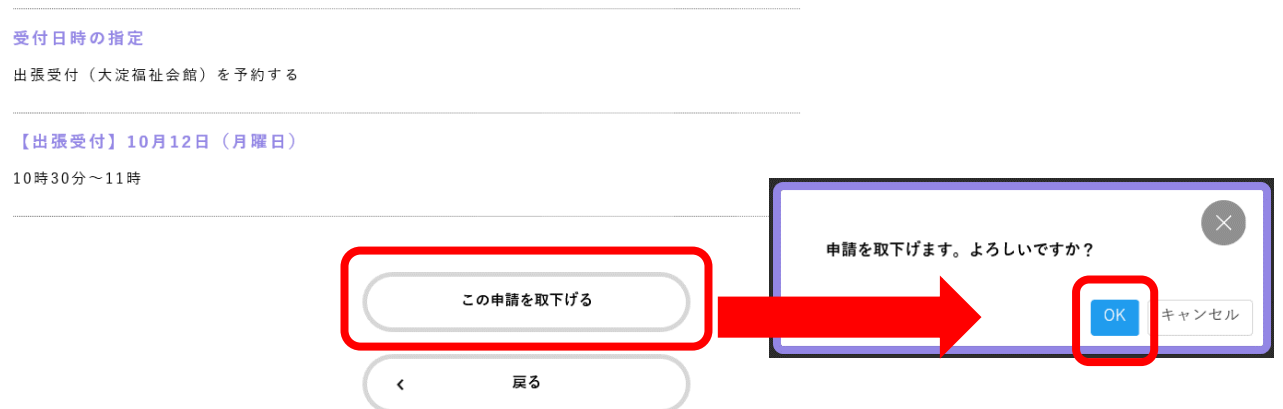 受付日時の指定
出張受付（大淀福祉会館）を予約する
【出張受付】10月12日（月曜日）
10時30分～11時
この申請を取下げる
戻る
申請を取下げます。よろしいですか？
OK
キャンセル